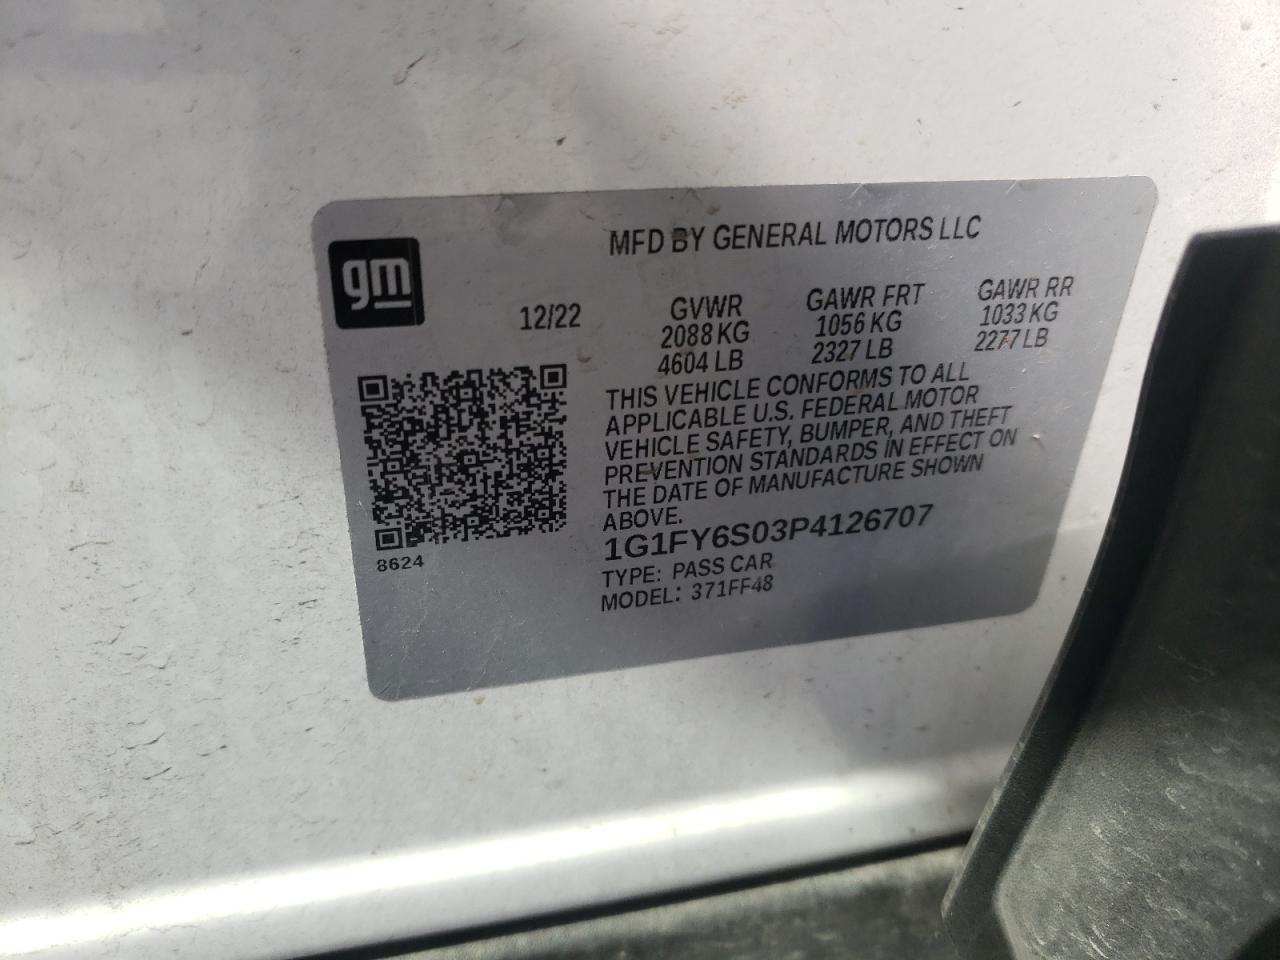 MFD BY GENERAL MOTORS LLC
gm
12/22
GVWR
2088 KG
4604 LB
GAWR FRT
1056 KG
2327 LB
GAWR RR
1033 KG
2277 LB
THIS VEHICLE CONFORMS TO ALL
APPLICABLE U.S. FEDERAL MOTOR
VEHICLE SAFETY, BUMPER, AND THEFT
PREVENTION STANDARDS IN EFFECT ON
THE DATE OF MANUFACTURE SHOWN
ABOVE.
1G1FY6S03P4126707
TYPE: PASS CAR
MODEL: 371FF48
8624